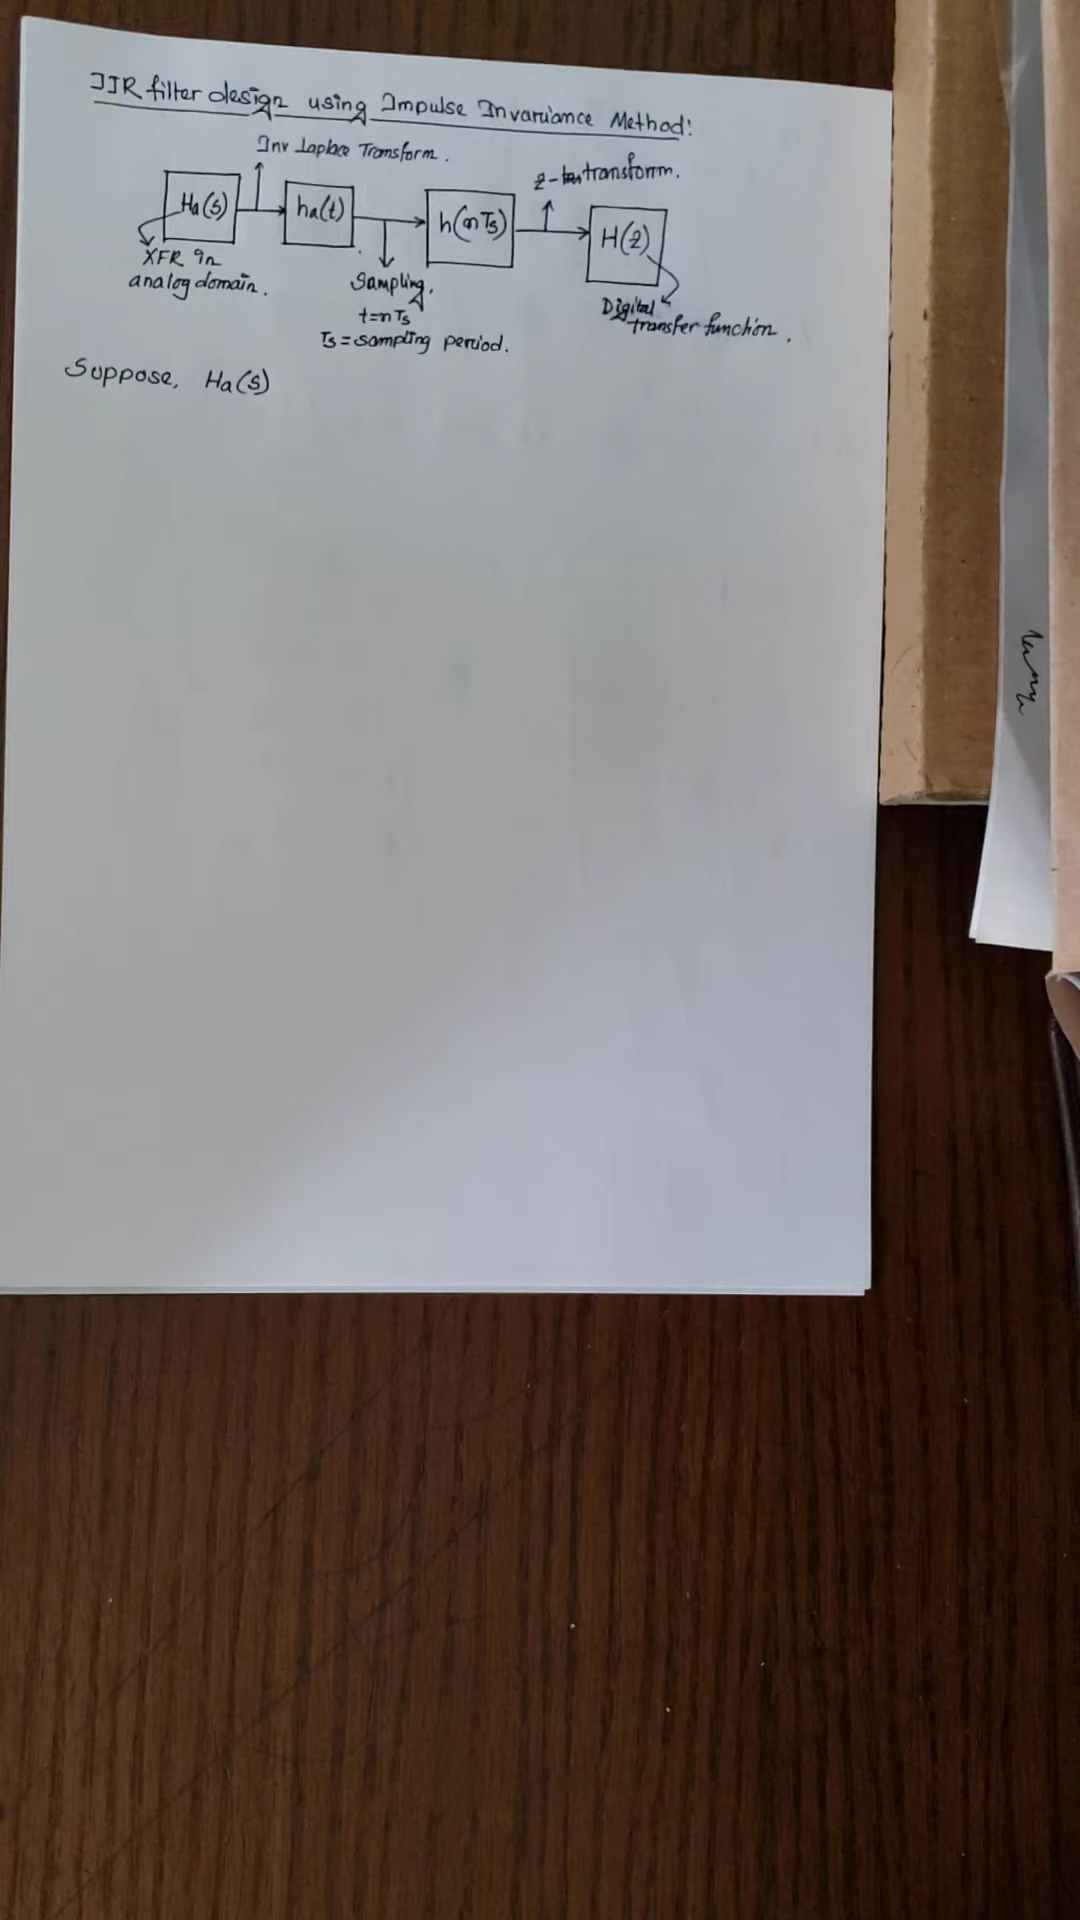 IIR filter design using Impulse Invariance Method:
Inv Laplace Transform.
z-transform.
Ha(s)
ha(t)
h(nTs)
H(z)
XFR in
analog domain.
Sampling,
t=nTs
Ts = sampling period.
Digital
transfer function.
Suppose, Ha(s)